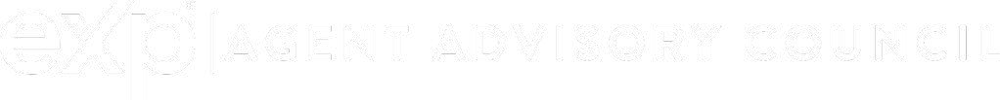 exp® | AGENT ADVISORY COUNCIL